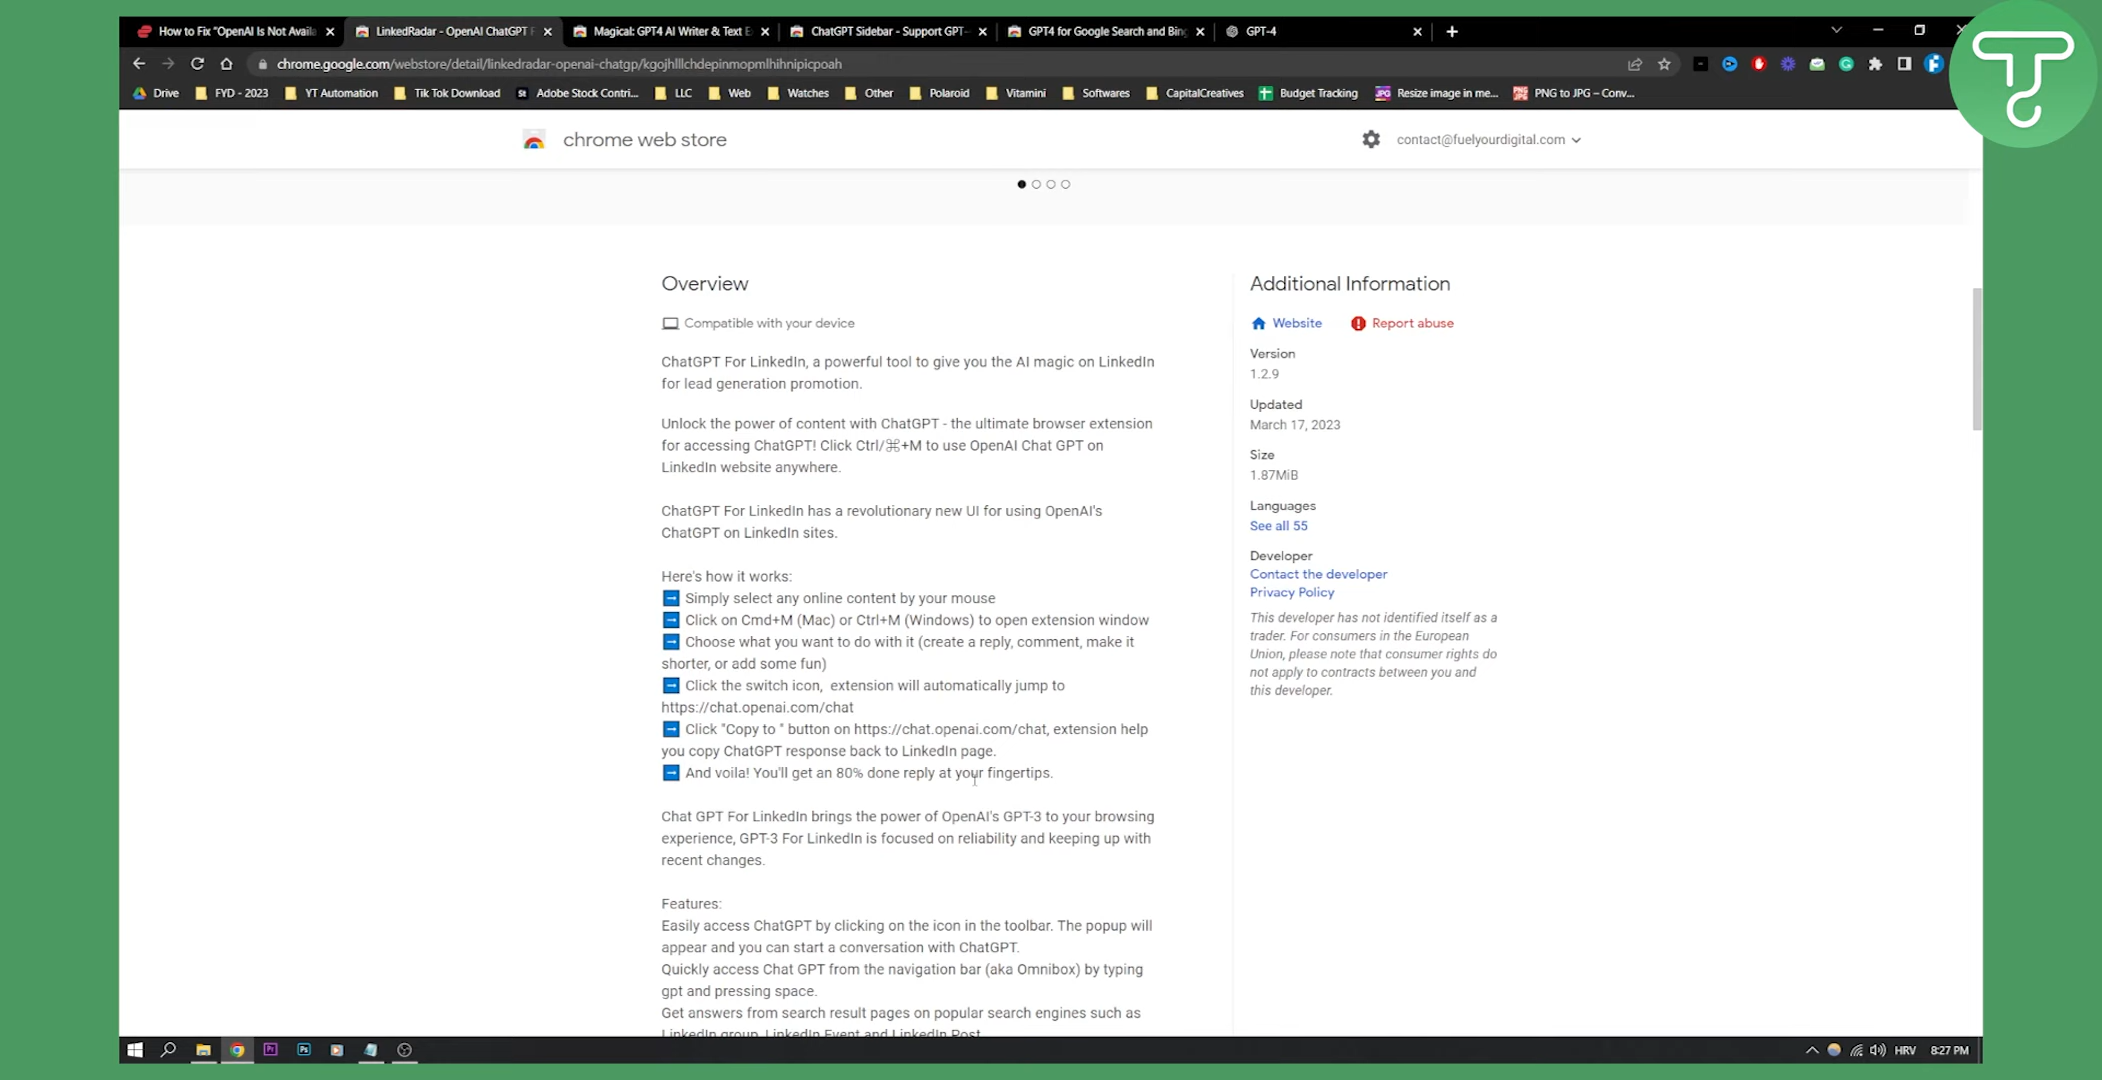 How to Fix “OpenAI Is Not Availa
LinkedRadar - OpenAI ChatGPT F
Magical: GPT4 AI Writer & Text E
ChatGPT Sidebar - Support GPT-
GPT4 for Google Search and Bing
GPT-4
chrome.google.com/webstore/detail/linkedradar-openai-chatgp/kgojhlllchdepinmopmlhihnipicpoah
Drive
FYD - 2023
YT Automation
Tik Tok Download
St
Adobe Stock Contri...
LLC
Web
Watches
Other
Polaroid
Vitamini
Softwares
CapitalCreatives
Budget Tracking
JPG
Resize image in me...
PNG to JPG – Conv...
chrome web store
contact@fuelyourdigital.com
Overview
Compatible with your device
ChatGPT For LinkedIn, a powerful tool to give you the AI magic on LinkedIn
for lead generation promotion.
Unlock the power of content with ChatGPT - the ultimate browser extension
for accessing ChatGPT! Click Ctrl/⌘+M to use OpenAI Chat GPT on
LinkedIn website anywhere.
ChatGPT For LinkedIn has a revolutionary new UI for using OpenAI's
ChatGPT on LinkedIn sites.
Here's how it works:
➡ Simply select any online content by your mouse
➡ Click on Cmd+M (Mac) or Ctrl+M (Windows) to open extension window
➡ Choose what you want to do with it (create a reply, comment, make it
shorter, or add some fun)
➡ Click the switch icon,  extension will automatically jump to
https://chat.openai.com/chat
➡ Click "Copy to " button on https://chat.openai.com/chat, extension help
you copy ChatGPT response back to LinkedIn page.
➡ And voila! You'll get an 80% done reply at your fingertips.
Chat GPT For LinkedIn brings the power of OpenAI's GPT-3 to your browsing
experience, GPT-3 For LinkedIn is focused on reliability and keeping up with
recent changes.
Features:
Easily access ChatGPT by clicking on the icon in the toolbar. The popup will
appear and you can start a conversation with ChatGPT.
Quickly access Chat GPT from the navigation bar (aka Omnibox) by typing
gpt and pressing space.
Get answers from search result pages on popular search engines such as
LinkedIn group, LinkedIn Event and LinkedIn Post.
Additional Information
Website
Report abuse
Version
1.2.9
Updated
March 17, 2023
Size
1.87MiB
Languages
See all 55
Developer
Contact the developer
Privacy Policy
This developer has not identified itself as a
trader. For consumers in the European
Union, please note that consumer rights do
not apply to contracts between you and
this developer.
Pr
Ps
HRV
8:27 PM